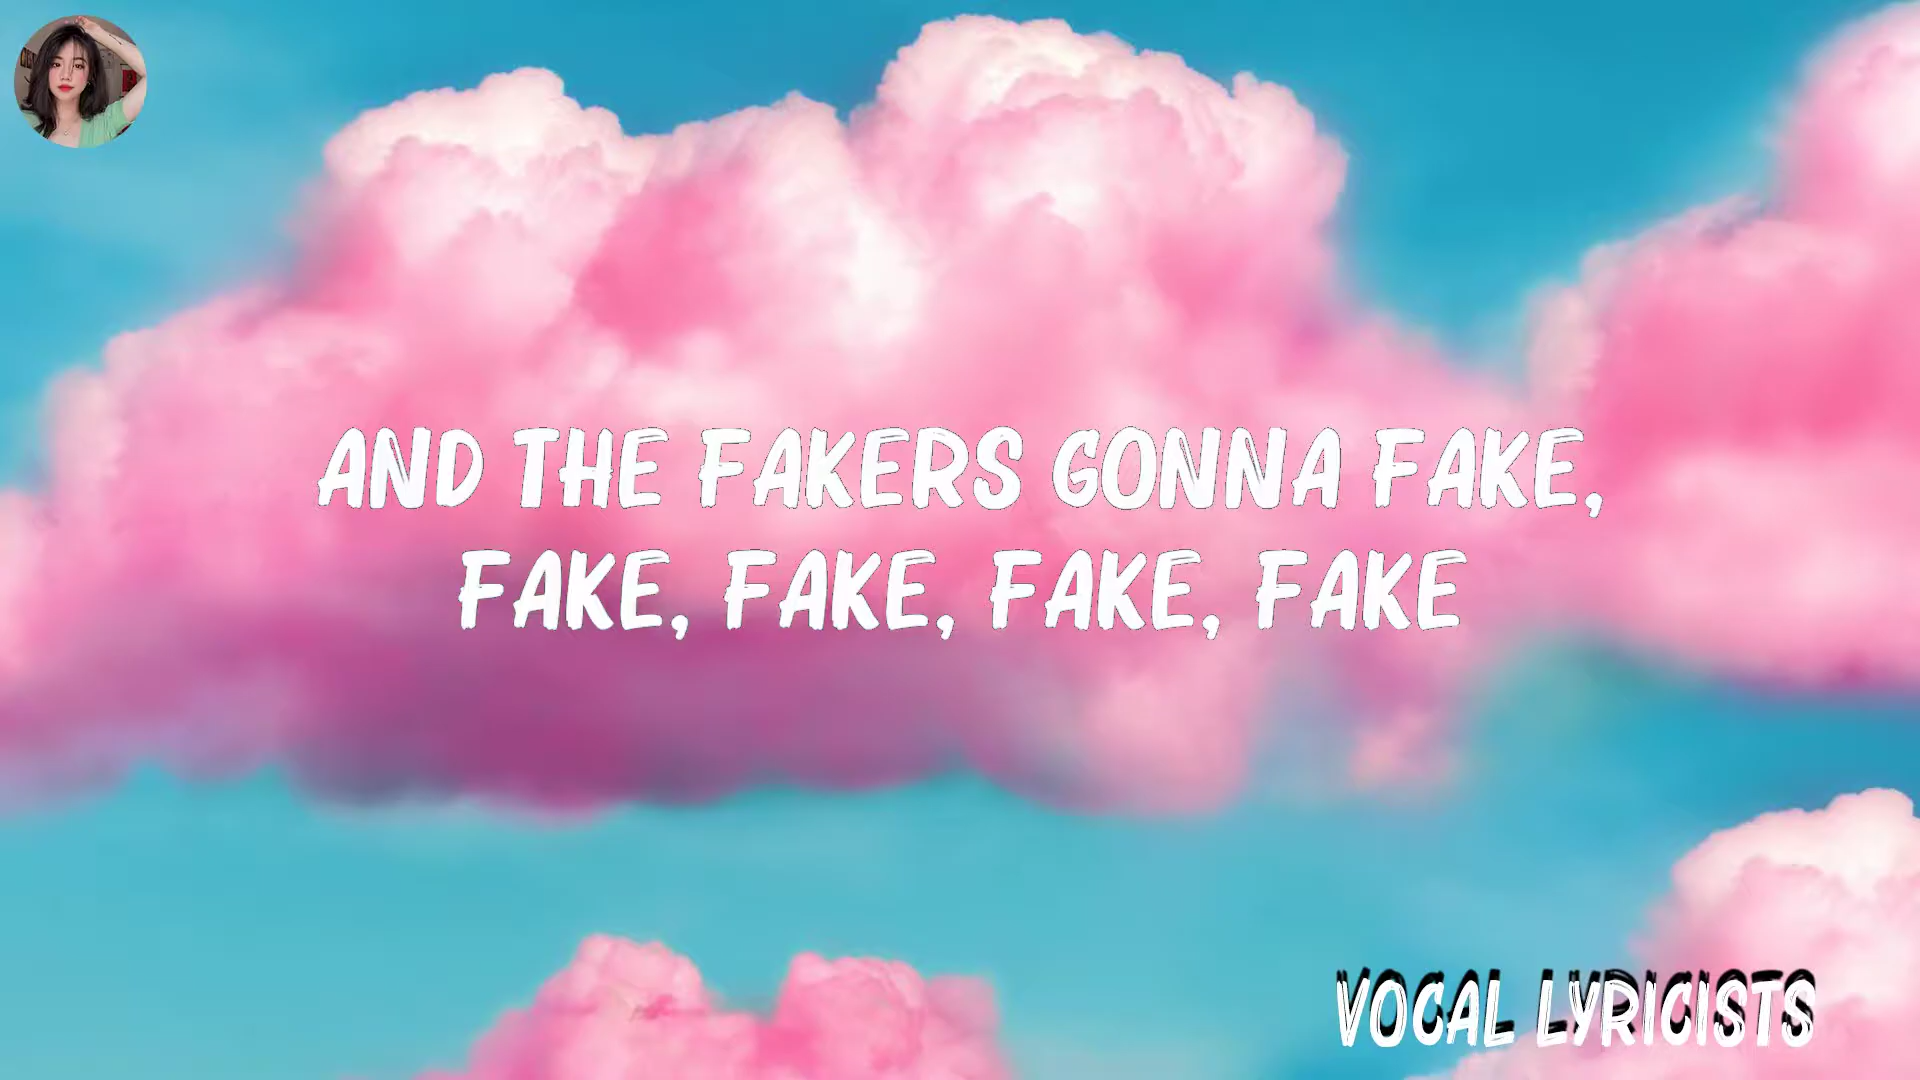 AND THE FAKERS GONNA FAKE,
FAKE, FAKE, FAKE, FAKE
VOCAL LYRICISTS